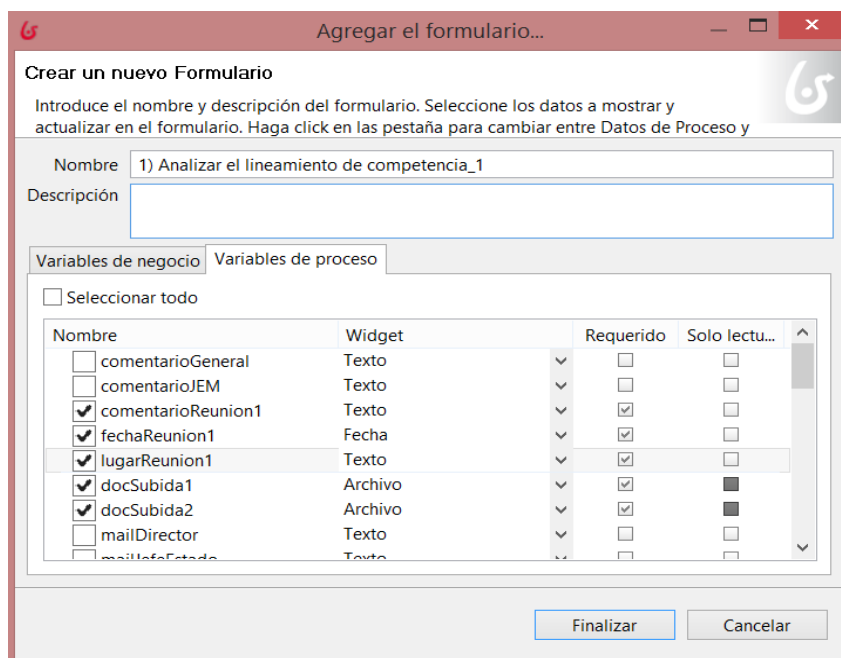 Agregar el formulario...
Crear un nuevo Formulario
Introduce el nombre y descripción del formulario. Seleccione los datos a mostrar y
actualizar en el formulario. Haga click en las pestaña para cambiar entre Datos de Proceso y
Nombre 1) Analizar el lineamiento de competencia_1
Descripción
Variables de negocio Variables de proceso
Seleccionar todo
Nombre Widget Requerido Solo lectu...
comentarioGeneral Texto
comentarioJEM Texto
comentarioReunion1 Texto
fechaReunion1 Fecha
lugarReunion1 Texto
docSubida1 Archivo
docSubida2 Archivo
mailDirector Texto
mailJefeEstado Texto
Finalizar Cancelar